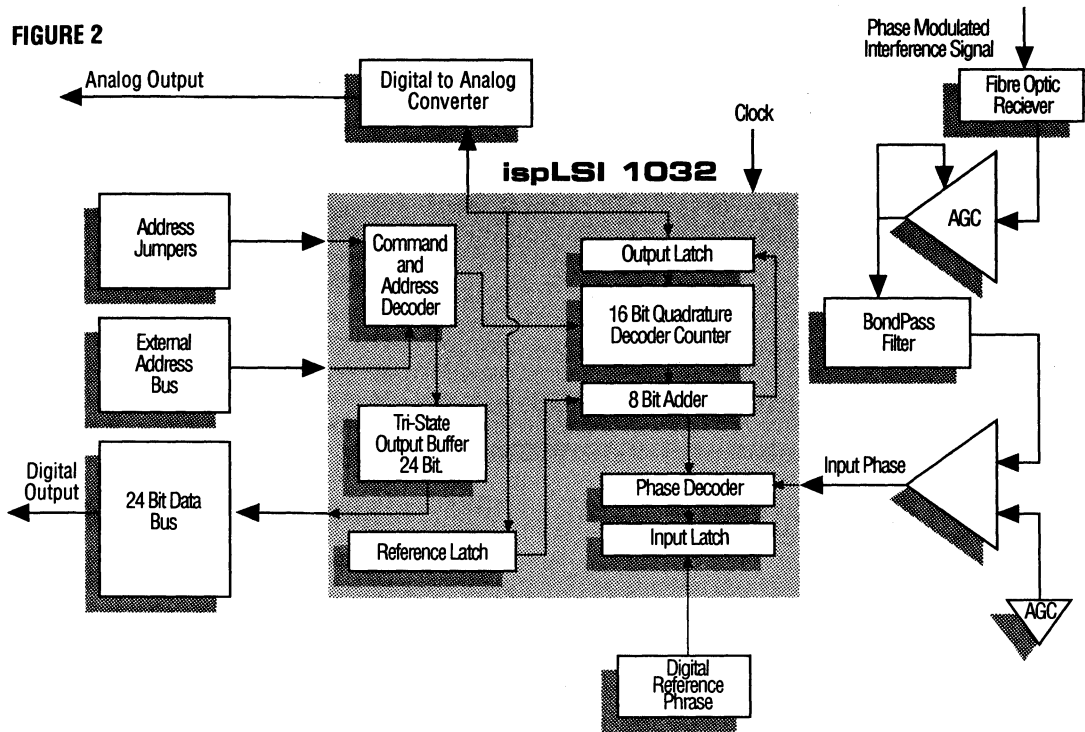 FIGURE 2
Phase Modulated
Interference Signal
Analog Output
Digital to Analog
Converter
Fibre Optic
Reciever
Clock
ispLSI 1032
AGC
Address
Jumpers
Command
and
Address
Decoder
Output Latch
16 Bit Quadrature
Decoder Counter
BondPass
Filter
External
Address
Bus
8 Bit Adder
Tri-State
Output Buffer
24 Bit.
Digital
Output
24 Bit Data
Bus
Input Phase
Phase Decoder
Input Latch
Reference Latch
AGC
Digital
Reference
Phrase